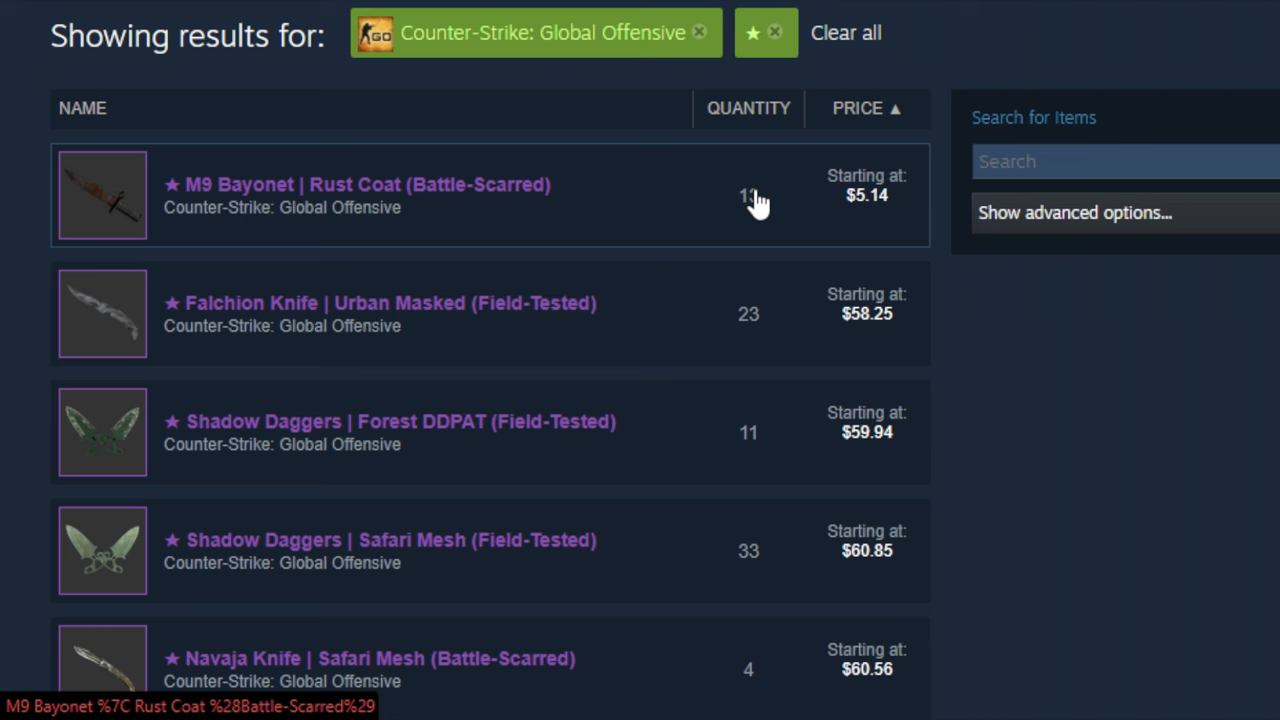 Showing results for:
Counter-Strike: Global Offensive
Clear all
NAME
QUANTITY
PRICE ▲
★ M9 Bayonet | Rust Coat (Battle-Scarred)
Counter-Strike: Global Offensive
Starting at:
$5.14
★ Falchion Knife | Urban Masked (Field-Tested)
Counter-Strike: Global Offensive
23
Starting at:
$58.25
★ Shadow Daggers | Forest DDPAT (Field-Tested)
Counter-Strike: Global Offensive
11
Starting at:
$59.94
★ Shadow Daggers | Safari Mesh (Field-Tested)
Counter-Strike: Global Offensive
33
Starting at:
$60.85
★ Navaja Knife | Safari Mesh (Battle-Scarred)
Counter-Strike: Global Offensive
4
Starting at:
$60.56
Search for Items
Search
Show advanced options...
M9 Bayonet %7C Rust Coat %28Battle-Scarred%29